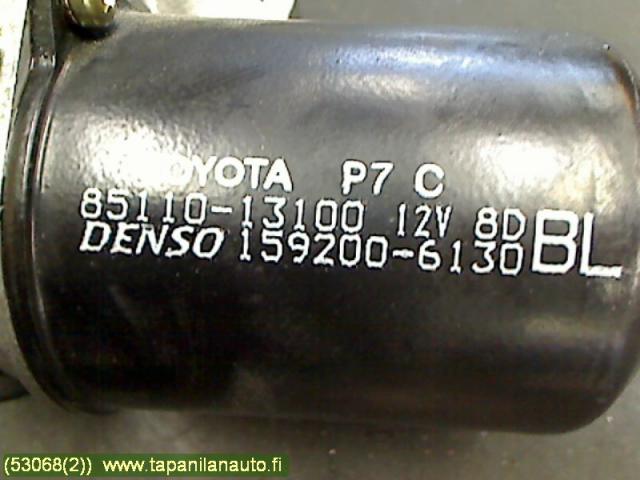 TOYOTA P7 C
85110-13100 12V 8D
DENSO 159200-6130 BL
(53068(2)) www.tapanilanauto.fi